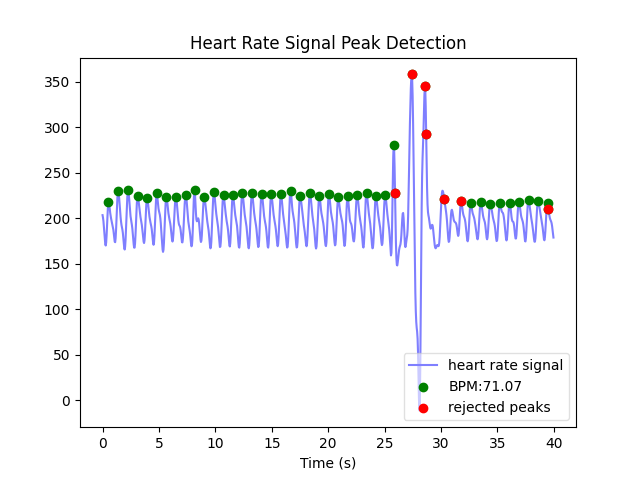 Heart Rate Signal Peak Detection
350
300
250
200
150
100
50
0
heart rate signal
BPM:71.07
rejected peaks
0 5 10 15 20 25 30 35 40
Time (s)